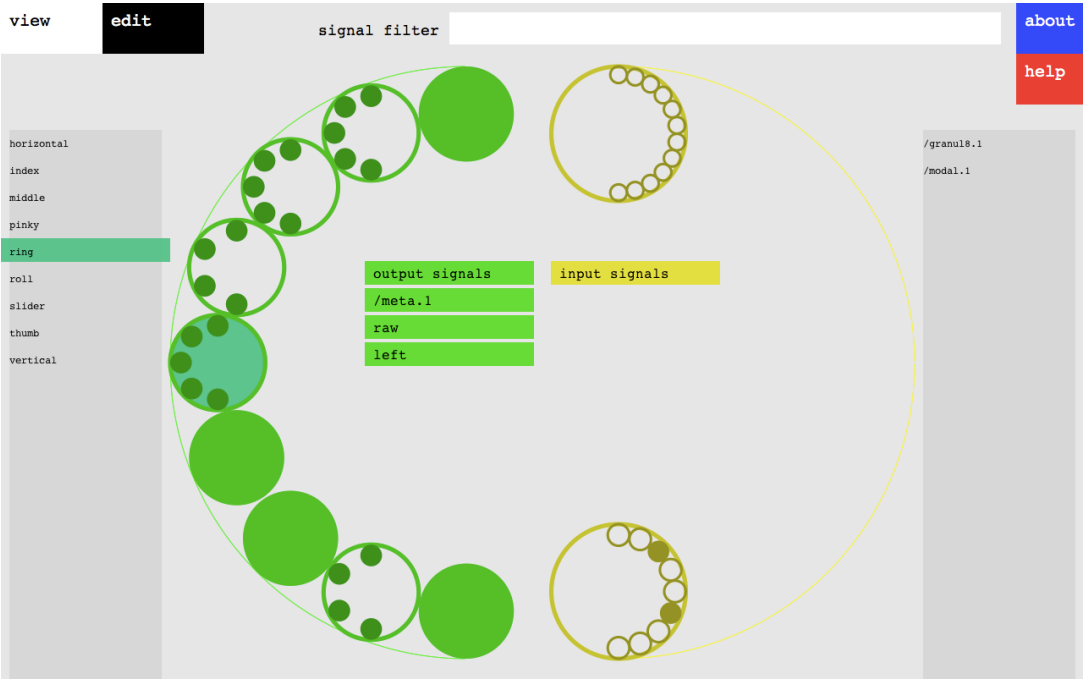 view
edit
signal filter
about
help
horizontal
index
middle
pinky
ring
roll
slider
thumb
vertical
output signals
/meta.1
raw
left
input signals
/granul8.1
/modal.1